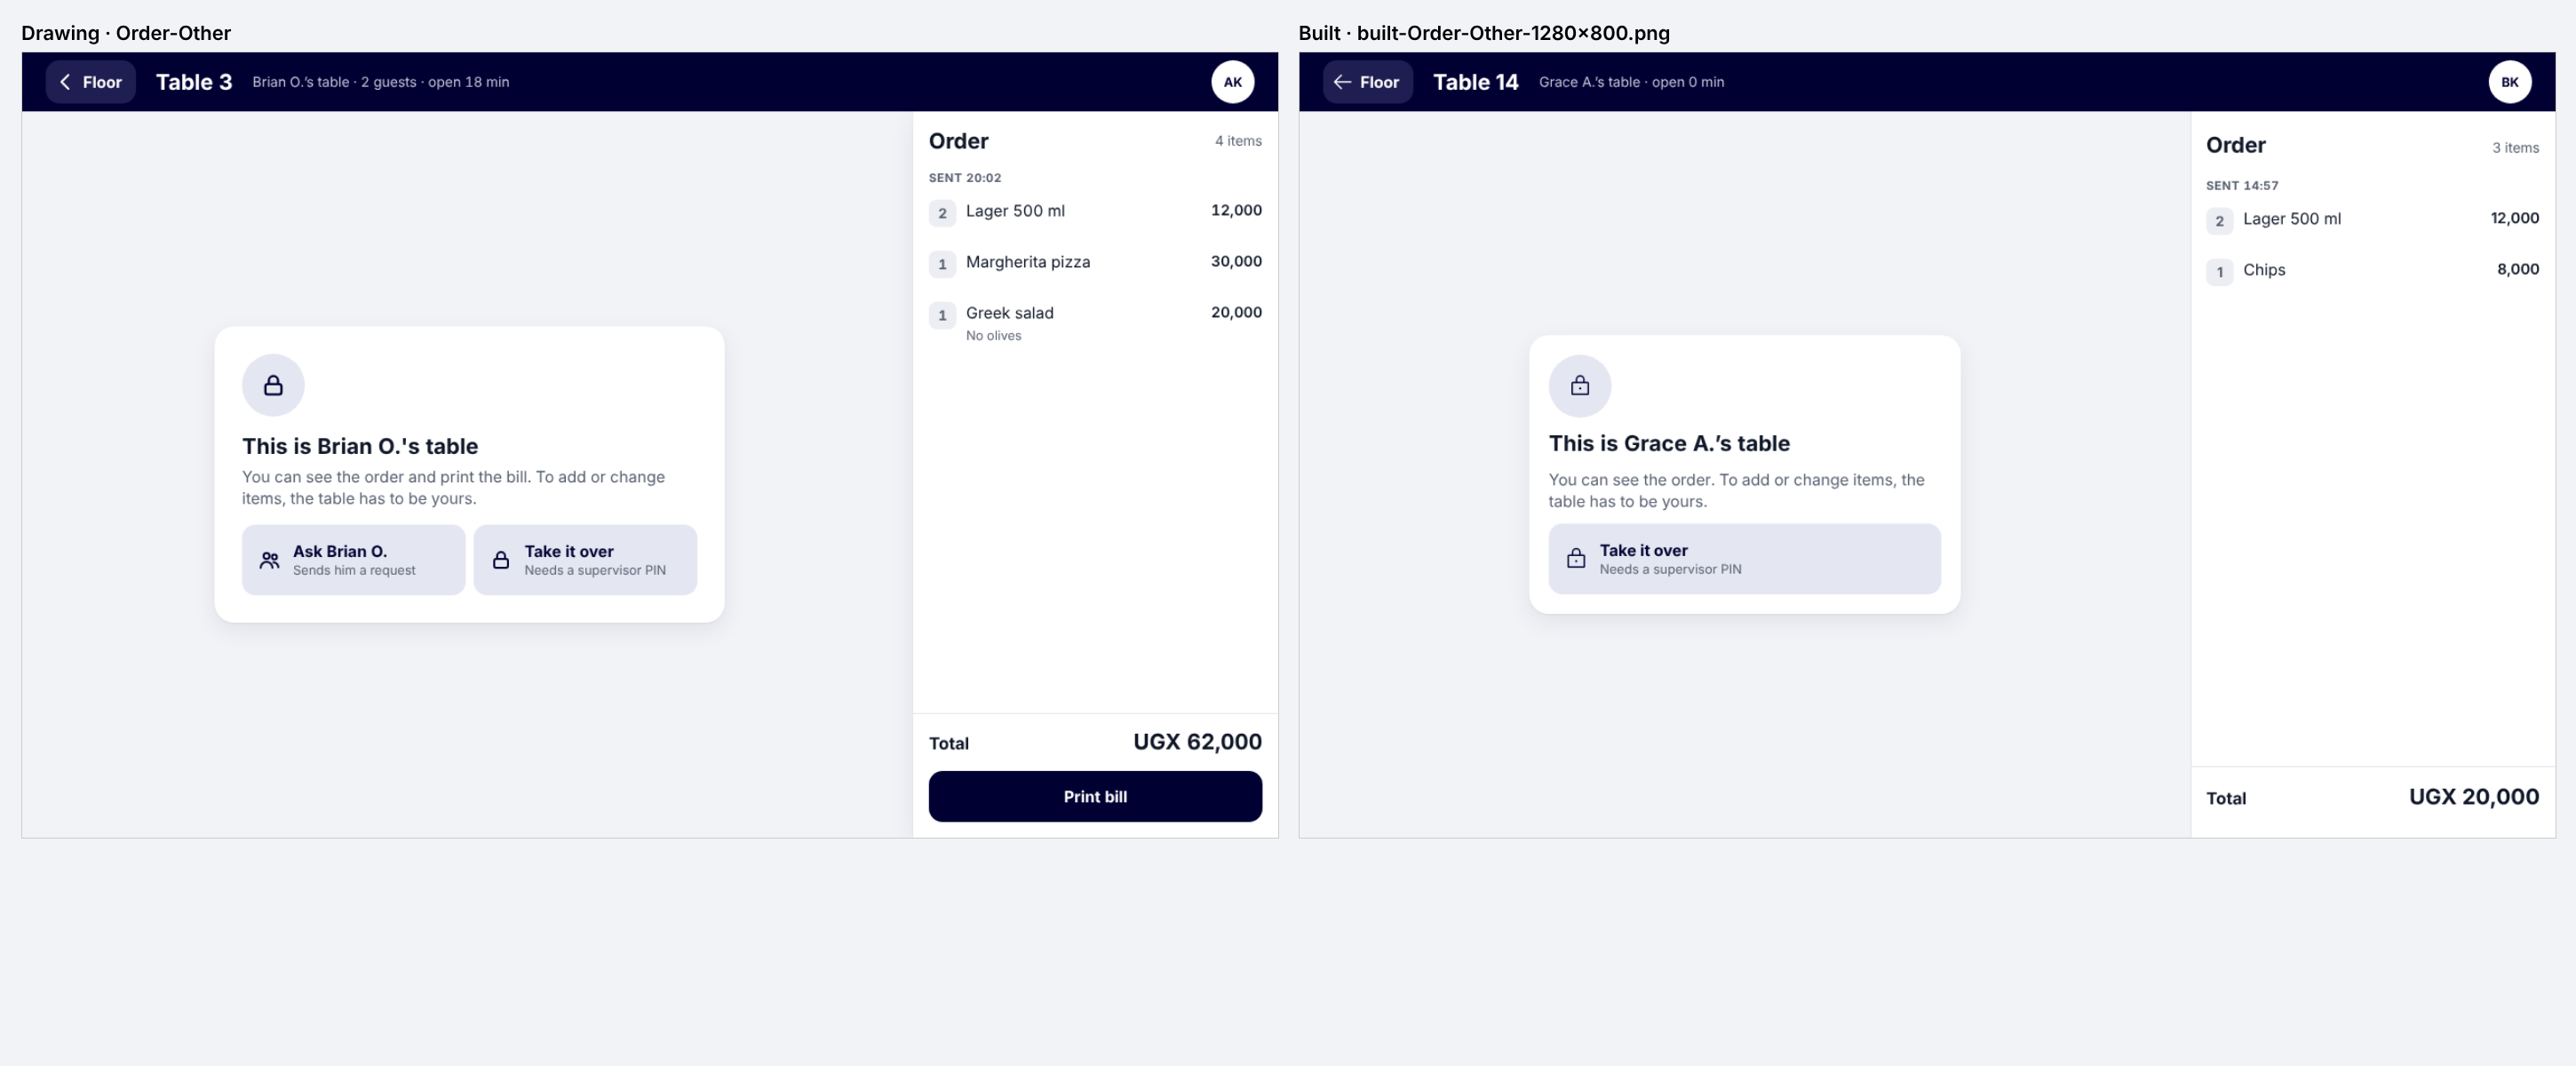 Drawing · Order-Other
Floor
Table 3
Brian O.’s table · 2 guests · open 18 min
AK
Order
4 items
SENT 20:02
2 Lager 500 ml 12,000
1 Margherita pizza 30,000
1 Greek salad 20,000
No olives
This is Brian O.'s table
You can see the order and print the bill. To add or change
items, the table has to be yours.
Ask Brian O.
Sends him a request
Take it over
Needs a supervisor PIN
Total UGX 62,000
Print bill
Built · built-Order-Other-1280×800.png
Floor
Table 14
Grace A.’s table · open 0 min
BK
Order
3 items
SENT 14:57
2 Lager 500 ml 12,000
1 Chips 8,000
This is Grace A.’s table
You can see the order. To add or change items, the
table has to be yours.
Take it over
Needs a supervisor PIN
Total UGX 20,000